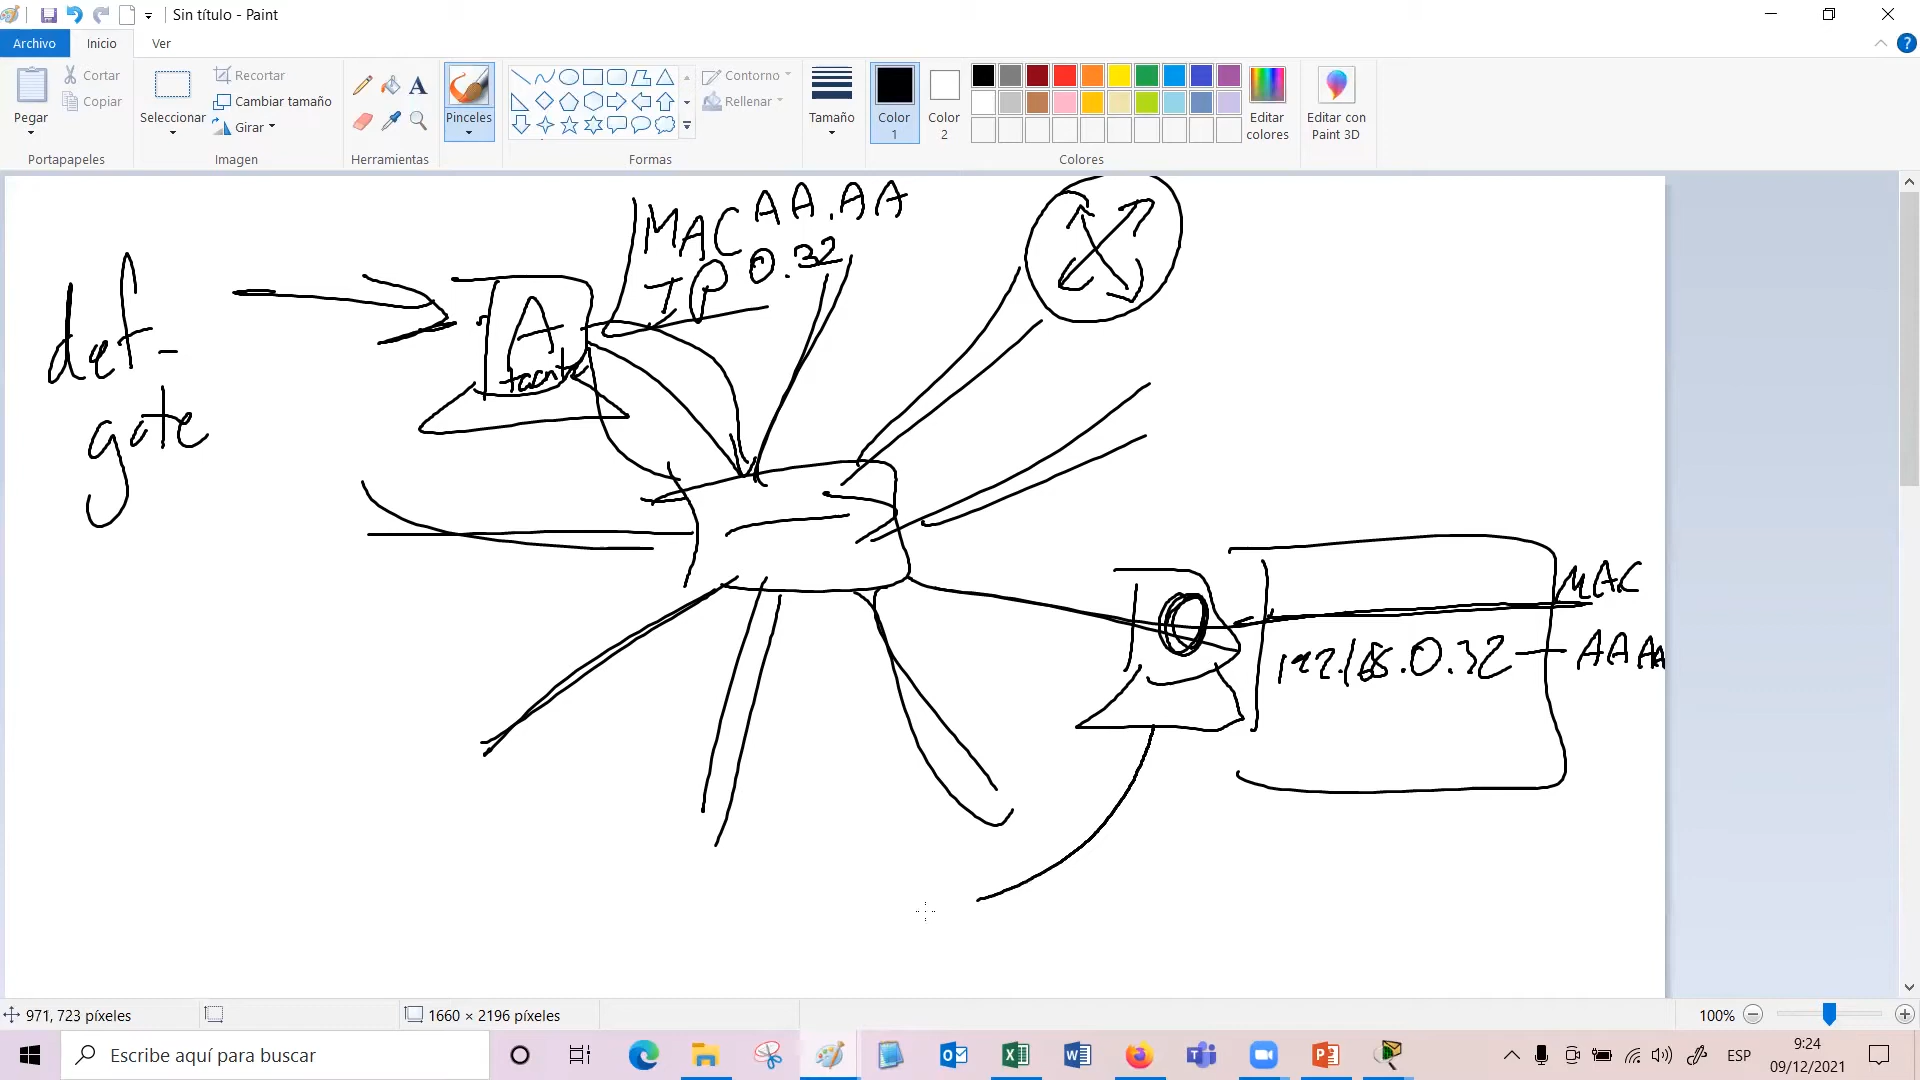 Sin título - Paint
Archivo
Inicio
Ver
Pegar
Cortar
Copiar
Portapapeles
Seleccionar
Recortar
Cambiar tamaño
Girar
Imagen
Herramientas
Pinceles
Contorno
Rellenar
Formas
Tamaño
Color
1
Color
2
Editar
colores
Colores
Editar con
Paint 3D
MAC AA.AA
IP 0.32
A
def-
gate
MAC
192.168.0.32 — AAAA
971, 723 píxeles
1660 × 2196 píxeles
100%
Escribe aquí para buscar
ESP
9:24
09/12/2021